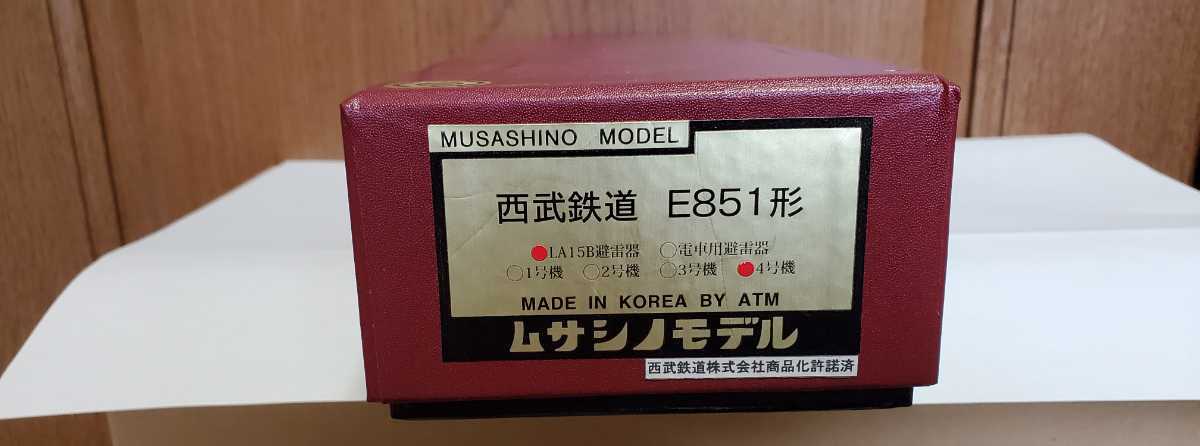 MUSASHINO MODEL
西武鉄道 E851形
●LA15B避雷器 ○電車用避雷器
○1号機 ○2号機 ○3号機 ●4号機
MADE IN KOREA BY ATM
ムサシノモデル
西武鉄道株式会社商品化許諾済